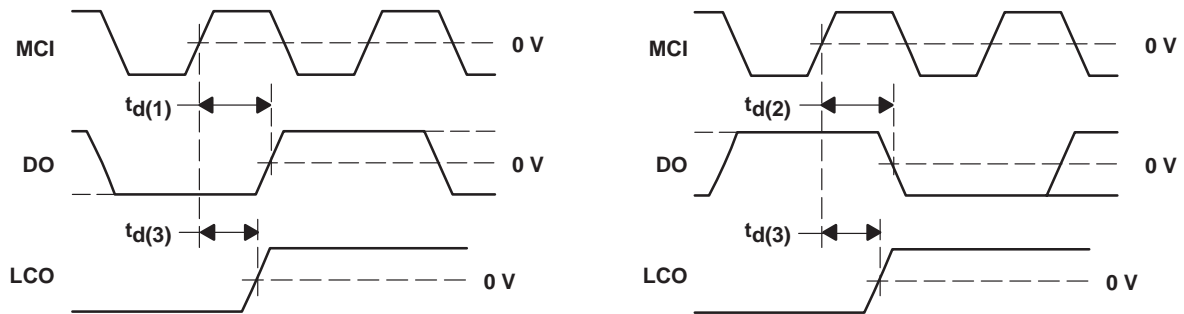 MCI
0 V
td(1)
DO
0 V
td(3)
LCO
0 V
MCI
0 V
td(2)
DO
0 V
td(3)
LCO
0 V